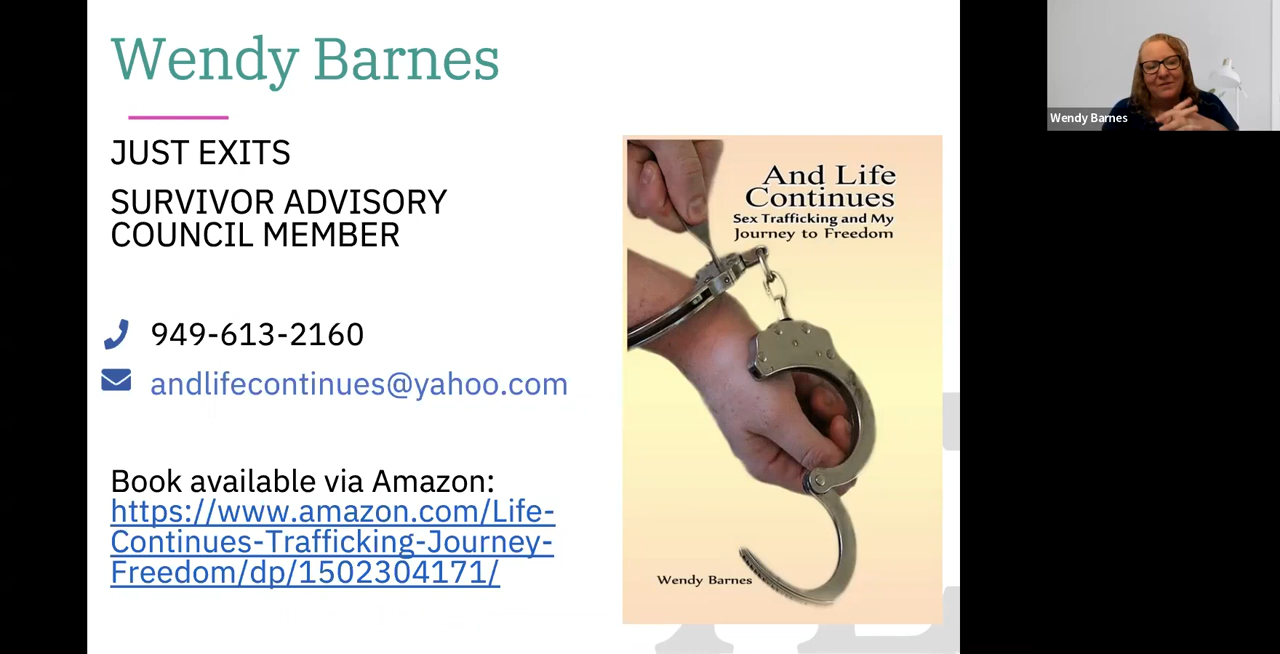 Wendy Barnes
JUST EXITS
SURVIVOR ADVISORY
COUNCIL MEMBER
949-613-2160
andlifecontinues@yahoo.com
Book available via Amazon:
https://www.amazon.com/Life-
Continues-Trafficking-Journey-
Freedom/dp/1502304171/
And Life
Continues
Sex Trafficking and My
Journey to Freedom
Wendy Barnes
Wendy Barnes